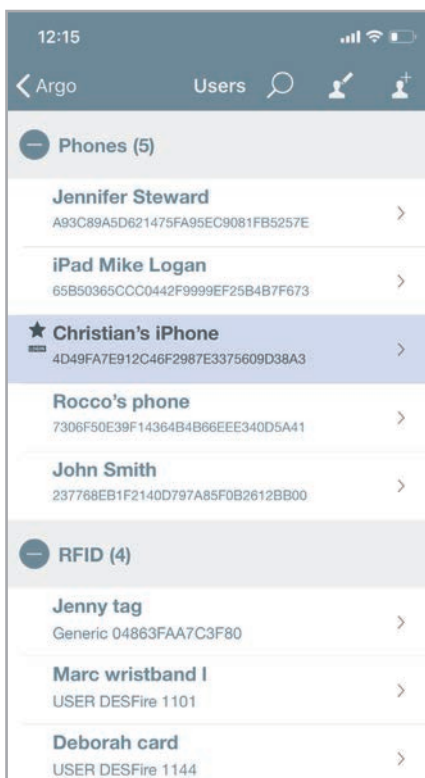 12:15
Argo Users
Phones (5)
Jennifer Steward
A93C89A5D621475FA95EC9081FB5257E
iPad Mike Logan
65B50365CCC0442F9999EF25B4B7F673
Christian's iPhone
4D49FA7E912C46F2987E3375609D38A3
Rocco's phone
7306F50E39F14364B4B66EEE340D5A41
John Smith
237768EB1F2140D797A85F0B2612BB00
RFID (4)
Jenny tag
Generic 04863FAA7C3F80
Marc wristband I
USER DESFire 1101
Deborah card
USER DESFire 1144